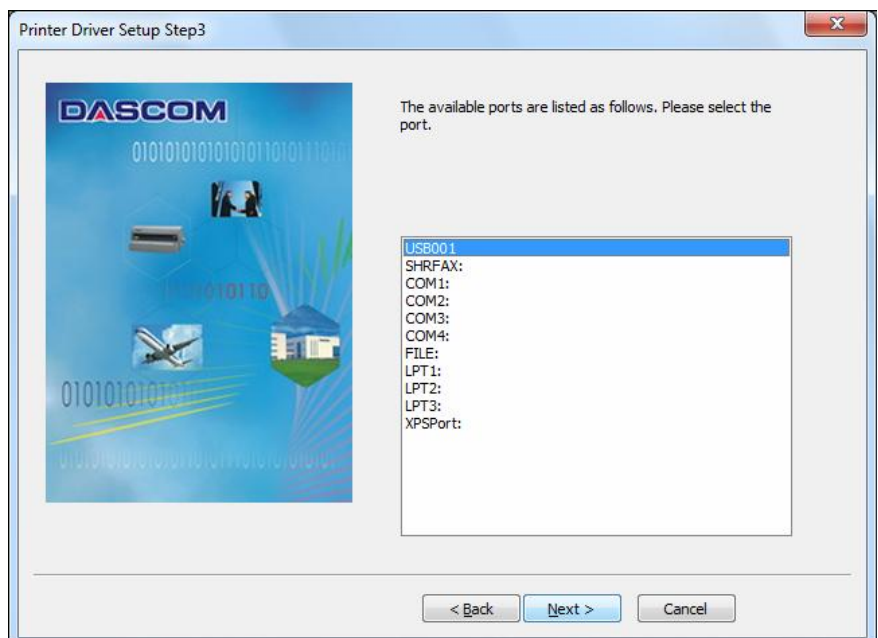 Printer Driver Setup Step3
DASCOM
The available ports are listed as follows. Please select the
port.
USB001
SHRFAX:
COM1:
COM2:
COM3:
COM4:
FILE:
LPT1:
LPT2:
LPT3:
XPSPort:
< Back
Next >
Cancel